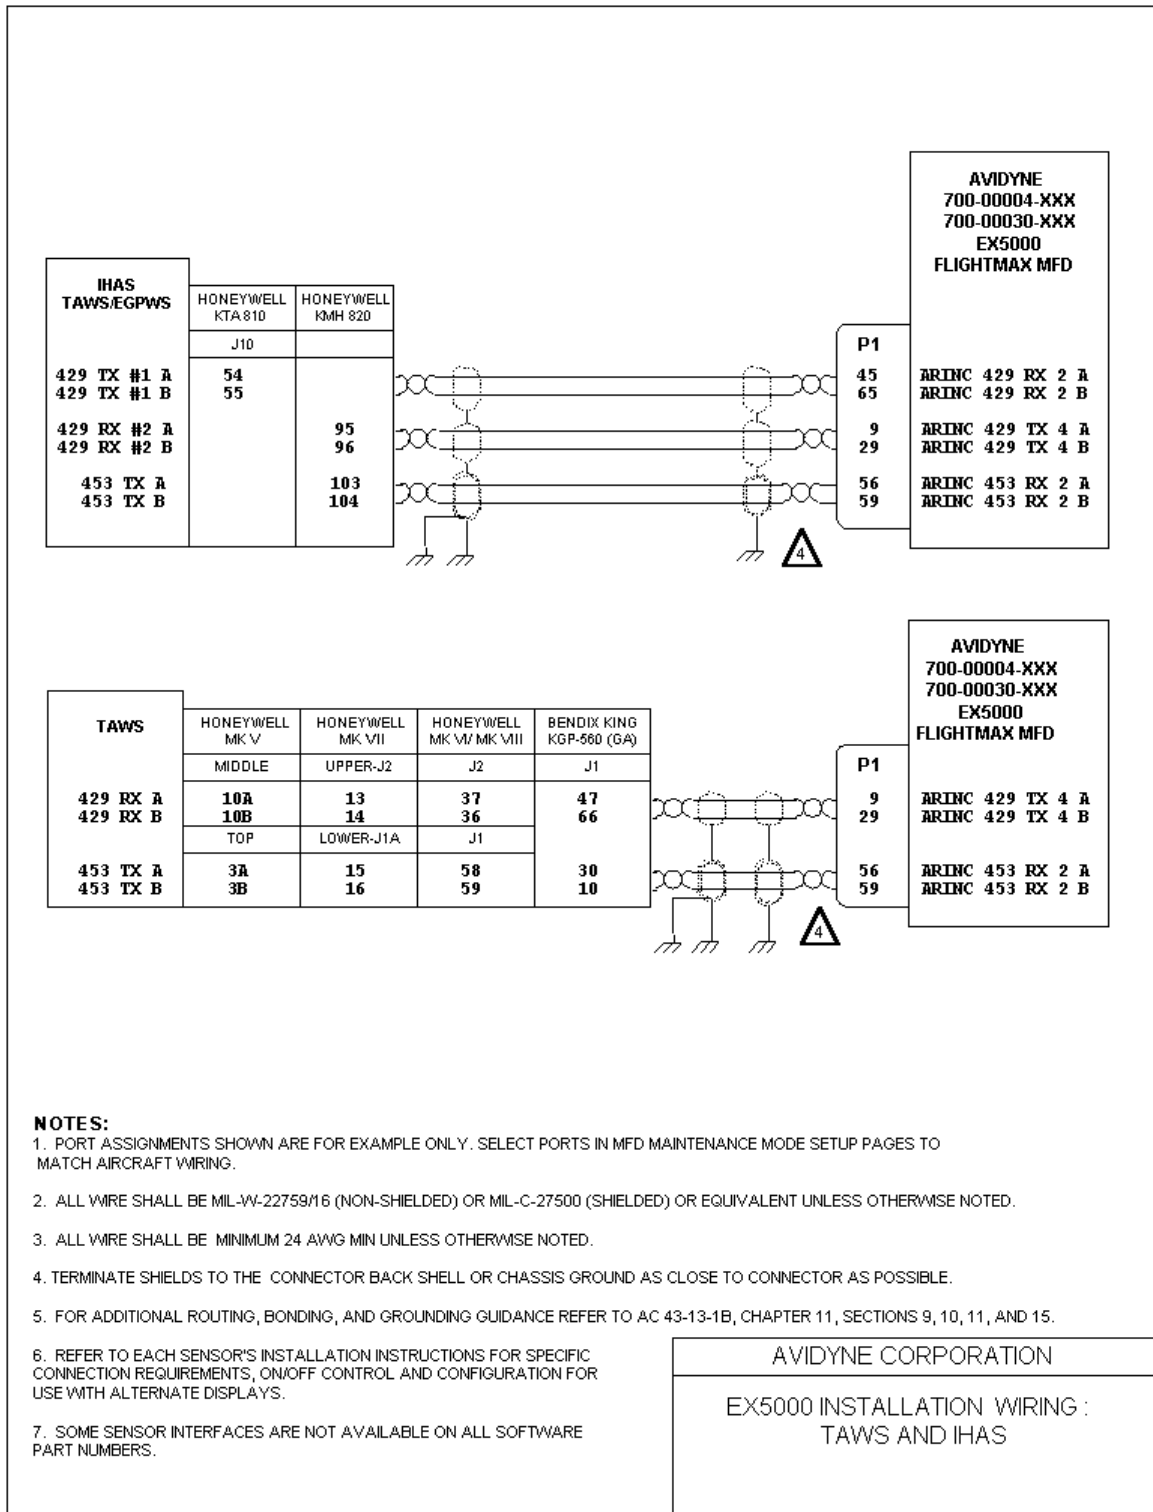 AVIDYNE
700-00004-XXX
700-00030-XXX
EX5000
FLIGHTMAX MFD
IHAS
TAWS/EGPWS
HONEYWELL
KTA 810
HONEYWELL
KMH 820
J10
P1
429 TX #1 A 54 45 ARINC 429 RX 2 A
429 TX #1 B 55 65 ARINC 429 RX 2 B
429 RX #2 A 95 9 ARINC 429 TX 4 A
429 RX #2 B 96 29 ARINC 429 TX 4 B
453 TX A 103 56 ARINC 453 RX 2 A
453 TX B 104 59 ARINC 453 RX 2 B
4
AVIDYNE
700-00004-XXX
700-00030-XXX
EX5000
FLIGHTMAX MFD
TAWS
HONEYWELL
MK V
HONEYWELL
MK VII
HONEYWELL
MK VI/ MK VIII
BENDIX KING
KGP-560 (GA)
MIDDLE UPPER-J2 J2 J1
P1
429 RX A 10A 13 37 47 9 ARINC 429 TX 4 A
429 RX B 10B 14 36 66 29 ARINC 429 TX 4 B
TOP LOWER-J1A J1
453 TX A 3A 15 58 30 56 ARINC 453 RX 2 A
453 TX B 3B 16 59 10 59 ARINC 453 RX 2 B
4
NOTES:
1. PORT ASSIGNMENTS SHOWN ARE FOR EXAMPLE ONLY. SELECT PORTS IN MFD MAINTENANCE MODE SETUP PAGES TO
MATCH AIRCRAFT WIRING.
2. ALL WIRE SHALL BE MIL-W-22759/16 (NON-SHIELDED) OR MIL-C-27500 (SHIELDED) OR EQUIVALENT UNLESS OTHERWISE NOTED.
3. ALL WIRE SHALL BE MINIMUM 24 AWG MIN UNLESS OTHERWISE NOTED.
4. TERMINATE SHIELDS TO THE CONNECTOR BACK SHELL OR CHASSIS GROUND AS CLOSE TO CONNECTOR AS POSSIBLE.
5. FOR ADDITIONAL ROUTING, BONDING, AND GROUNDING GUIDANCE REFER TO AC 43-13-1B, CHAPTER 11, SECTIONS 9, 10, 11, AND 15.
6. REFER TO EACH SENSOR'S INSTALLATION INSTRUCTIONS FOR SPECIFIC
CONNECTION REQUIREMENTS, ON/OFF CONTROL AND CONFIGURATION FOR
USE WITH ALTERNATE DISPLAYS.
7. SOME SENSOR INTERFACES ARE NOT AVAILABLE ON ALL SOFTWARE
PART NUMBERS.
AVIDYNE CORPORATION
EX5000 INSTALLATION WIRING :
TAWS AND IHAS